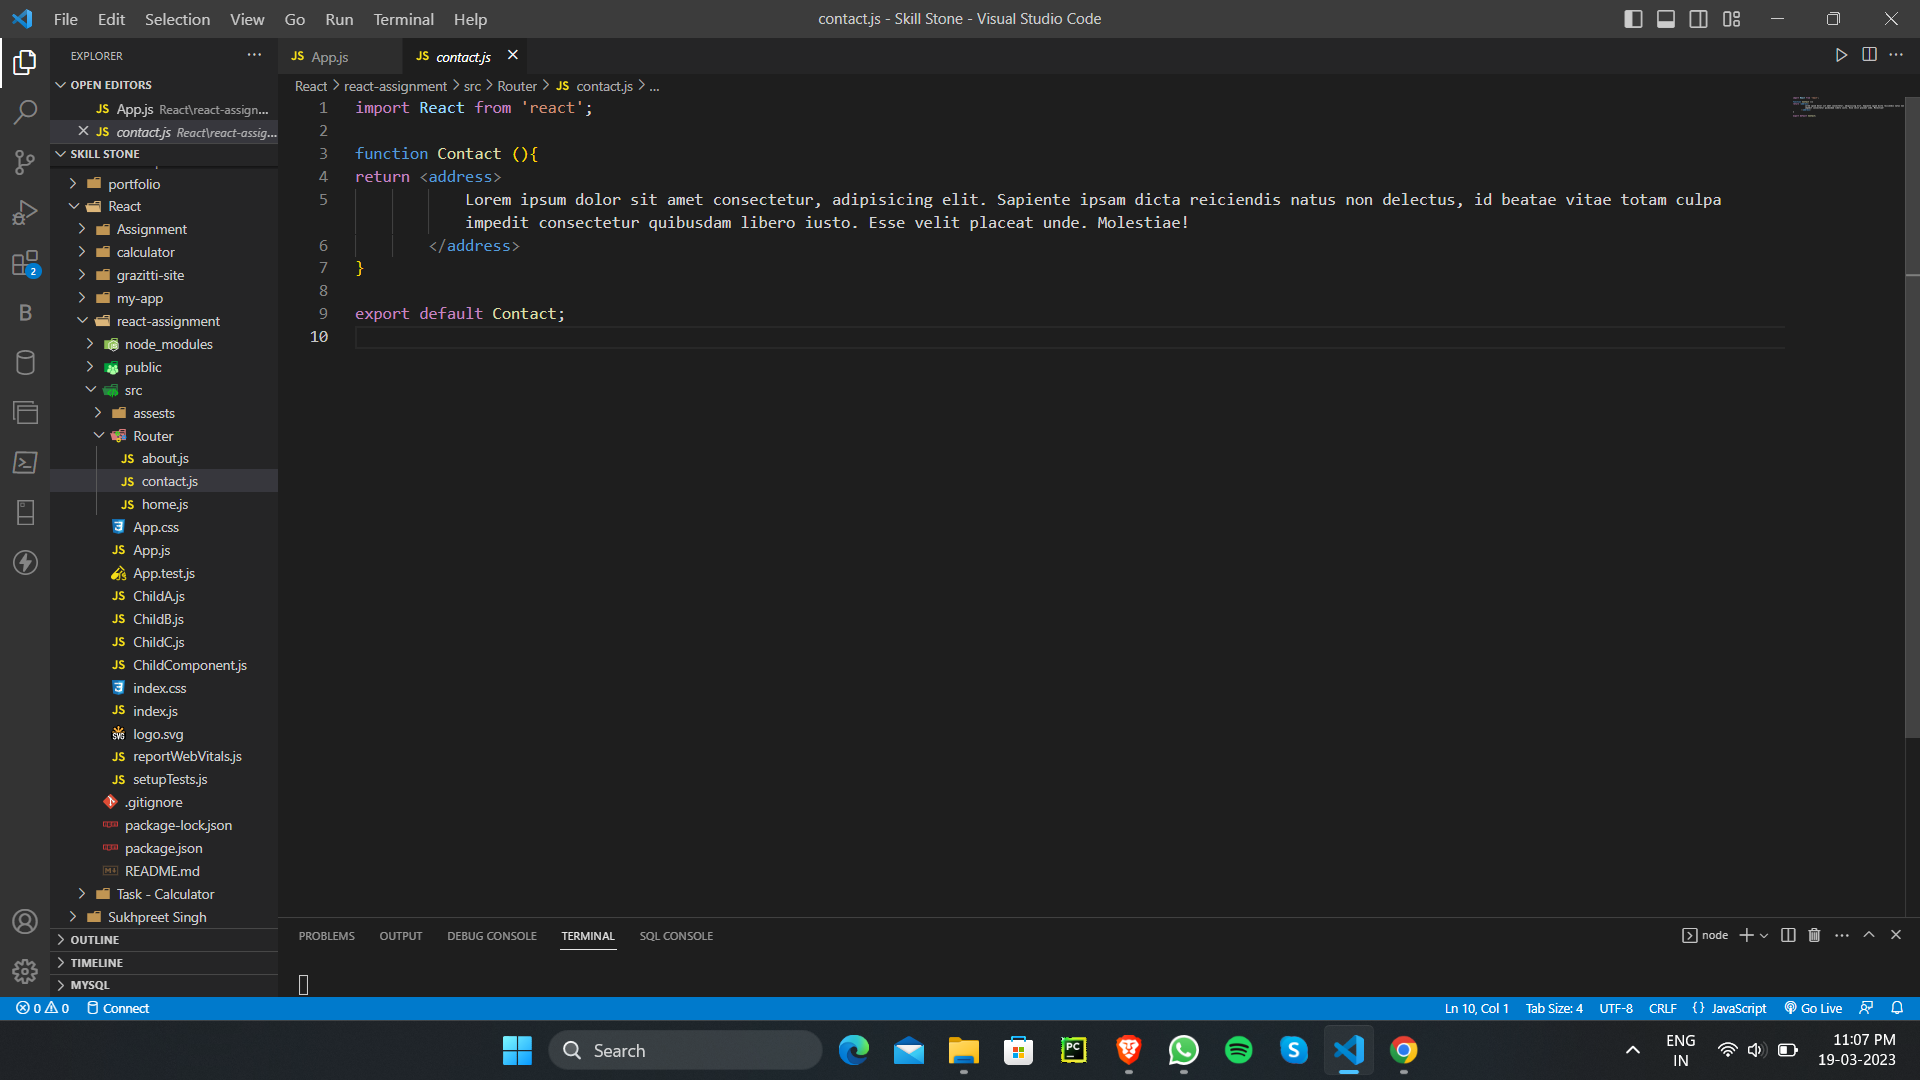 File Edit Selection View Go Run Terminal Help
contact.js - Skill Stone - Visual Studio Code
EXPLORER
OPEN EDITORS
JS App.js React\react-assign...
JS contact.js React\react-assig...
SKILL STONE
portfolio
React
Assignment
calculator
grazitti-site
my-app
react-assignment
node_modules
public
src
assests
Router
JS about.js
JS contact.js
JS home.js
App.css
JS App.js
App.test.js
JS ChildA.js
JS ChildB.js
JS ChildC.js
JS ChildComponent.js
index.css
JS index.js
SVG logo.svg
JS reportWebVitals.js
JS setupTests.js
.gitignore
package-lock.json
package.json
README.md
Task - Calculator
Sukhpreet Singh
OUTLINE
TIMELINE
MYSQL
2
B
JS App.js
JS contact.js
React > react-assignment > src > Router > JS contact.js > ...
1 import React from 'react';
2
3 function Contact (){
4 return <address>
5 Lorem ipsum dolor sit amet consectetur, adipisicing elit. Sapiente ipsam dicta reiciendis natus non delectus, id beatae vitae totam culpa
impedit consectetur quibusdam libero iusto. Esse velit placeat unde. Molestiae!
6 </address>
7 }
8
9 export default Contact;
10
PROBLEMS OUTPUT DEBUG CONSOLE TERMINAL SQL CONSOLE
node
0 0 Connect
Ln 10, Col 1 Tab Size: 4 UTF-8 CRLF {} JavaScript Go Live
Search
PC
S
ENG
IN
11:07 PM
19-03-2023